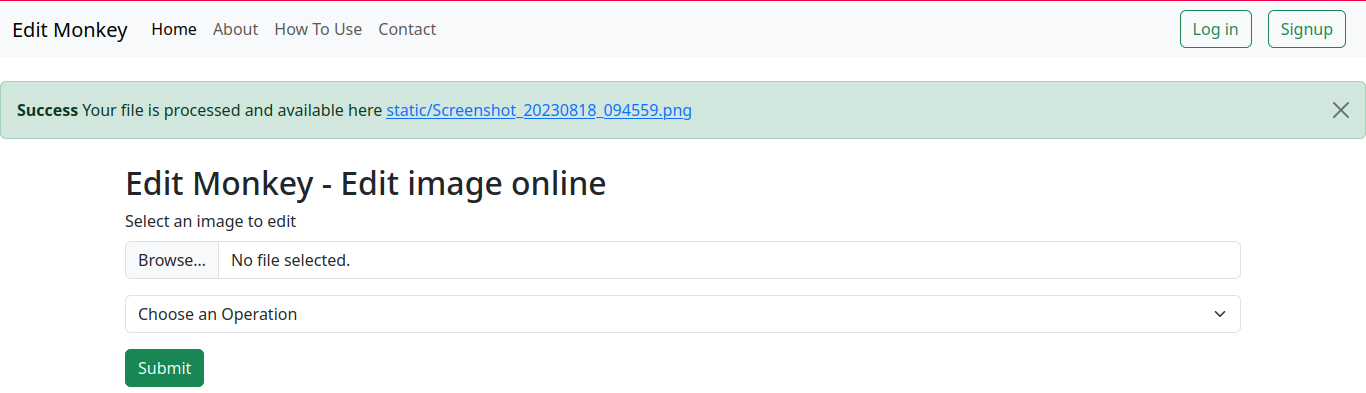 Edit Monkey Home About How To Use Contact Log in Signup
Success Your file is processed and available here static/Screenshot_20230818_094559.png
Edit Monkey - Edit image online
Select an image to edit
Browse... No file selected.
Choose an Operation
Submit